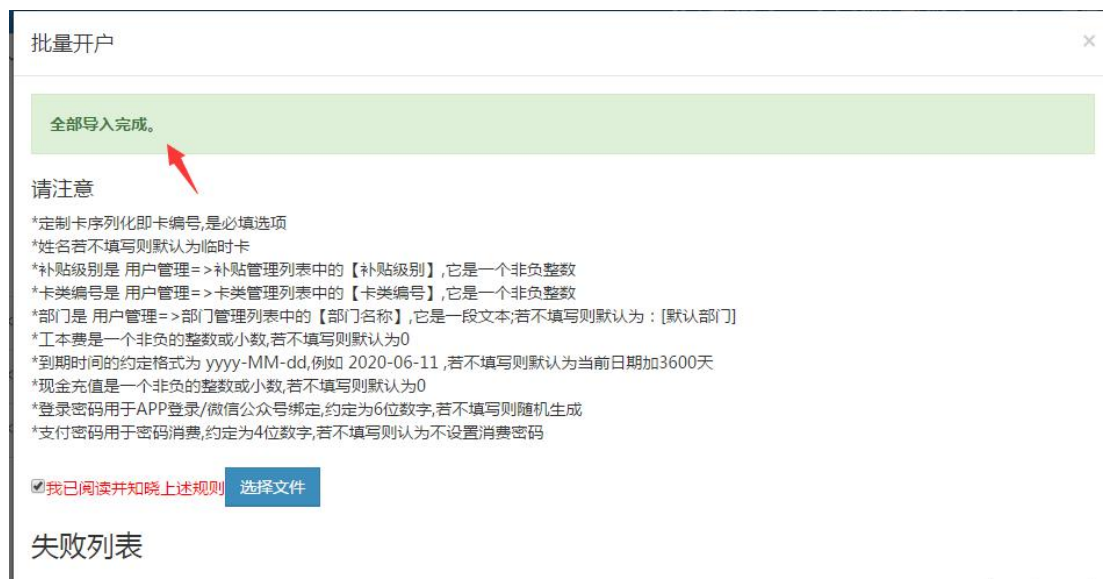 批量开户
×
全部导入完成。
请注意
*定制卡序列化即卡编号,是必填选项
*姓名若不填写则默认为临时卡
*补贴级别是 用户管理=>补贴管理列表中的【补贴级别】,它是一个非负整数
*卡类编号是 用户管理=>卡类管理列表中的【卡类编号】,它是一个非负整数
*部门是 用户管理=>部门管理列表中的【部门名称】,它是一段文本;若不填写则默认为：[默认部门]
*工本费是一个非负的整数或小数,若不填写则默认为0
*到期时间的约定格式为 yyyy-MM-dd,例如 2020-06-11 ,若不填写则默认为当前日期加3600天
*现金充值是一个非负的整数或小数,若不填写则默认为0
*登录密码用于APP登录/微信公众号绑定,约定为6位数字,若不填写则随机生成
*支付密码用于密码消费,约定为4位数字,若不填写则认为不设置消费密码
我已阅读并知晓上述规则 选择文件
失败列表